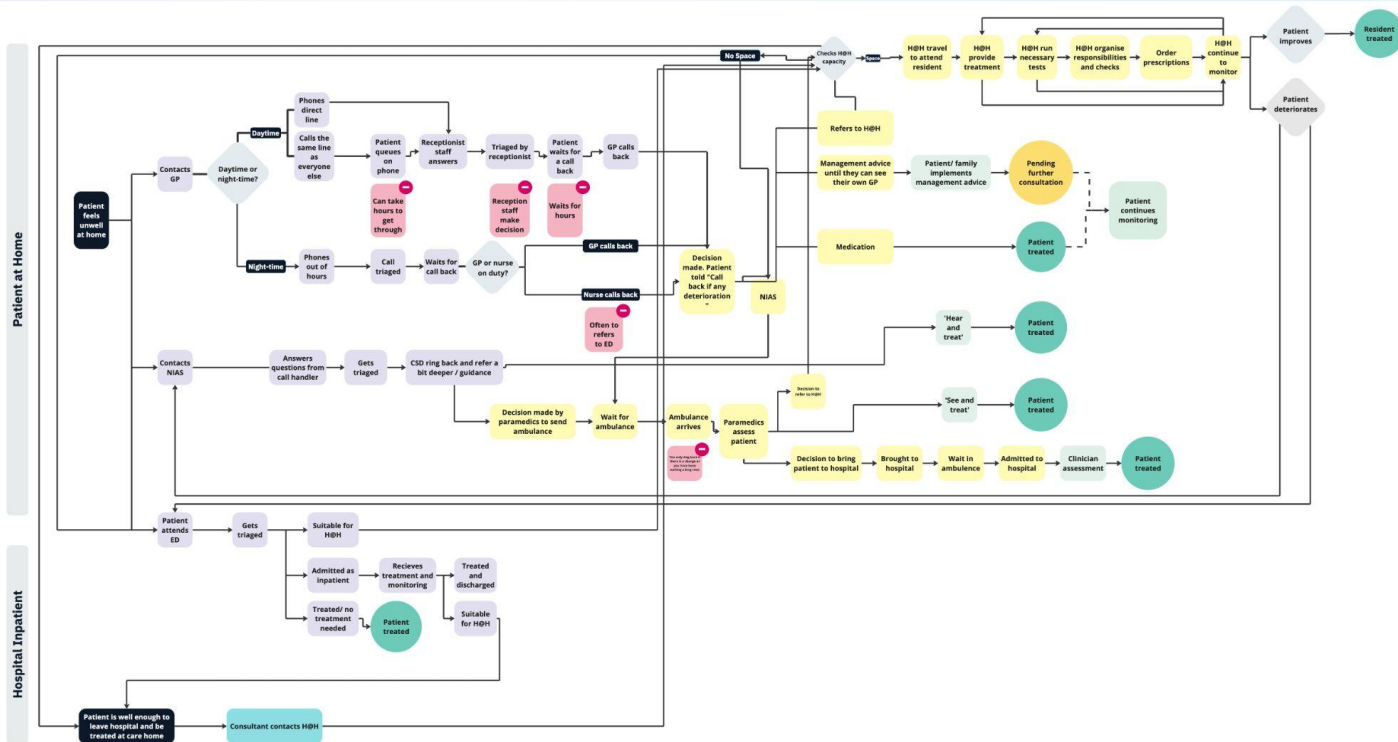 Patient at Home
Hospital Inpatient
No Space
Checks H@H
capacity
Space
H@H travel
to attend
resident
H@H
provide
treatment
H@H run
necessary
tests
H@H organise
responsibilities
and checks
Order
prescriptions
H@H
continue
to
monitor
Patient
improves
Resident
treated
Patient
deteriorates
Patient
feels
unwell
at home
Contacts
GP
Daytime or
night-time?
Daytime
Phones
direct
line
Calls the
same line
as
everyone
else
Patient
queues
on
phone
Receptionist
staff
answers
Triaged by
receptionist
Patient
waits for
a call
back
GP calls
back
Can take
hours to
get
through
Reception
staff
make
decision
Waits for
hours
Refers to H@H
Management advice
until they can see
their own GP
Patient/ family
implements
management advice
Pending
further
consultation
Patient
continues
monitoring
Medication
Patient
treated
Night-time
Phones
out of
hours
Call
triaged
Waits for
call back
GP or nurse
on duty?
GP calls back
Nurse calls back
Often to
refers
to ED
Decision
made. Patient
told "Call
back if any
deterioration
"
NIAS
Contacts
NIAS
Answers
questions from
call handler
Gets
triaged
CSD ring back and refer a
bit deeper / guidance
'Hear
and
treat'
Patient
treated
Decision made by
paramedics to send
ambulance
Wait for
ambulance
Ambulance
arrives
Paramedics
assess
patient
Decision to
refer to H@H
'See and
treat'
Patient
treated
Decision to bring
patient to hospital
Brought to
hospital
Wait in
ambulence
Admitted to
hospital
Clinician
assessment
Patient
treated
Patient
attends
ED
Gets
triaged
Suitable for
H@H
Admitted as
inpatient
Recieves
treatment and
monitoring
Treated
and
discharged
Treated/ no
treatment
needed
Patient
treated
Suitable
for H@H
Patient is well enough to
leave hospital and be
treated at care home
Consultant contacts H@H